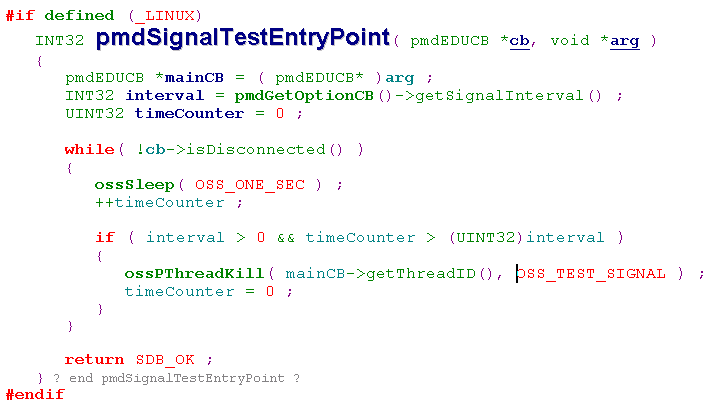 #if defined (_LINUX)
INT32 pmdSignalTestEntryPoint( pmdEDUCB *cb, void *arg )
{
pmdEDUCB *mainCB = ( pmdEDUCB* )arg ;
INT32 interval = pmdGetOptionCB()->getSignalInterval() ;
UINT32 timeCounter = 0 ;
while( !cb->isDisconnected() )
{
ossSleep( OSS_ONE_SEC ) ;
++timeCounter ;
if ( interval > 0 && timeCounter > (UINT32)interval )
{
ossPThreadKill( mainCB->getThreadID(), OSS_TEST_SIGNAL ) ;
timeCounter = 0 ;
}
}
return SDB_OK ;
} ? end pmdSignalTestEntryPoint ?
#endif